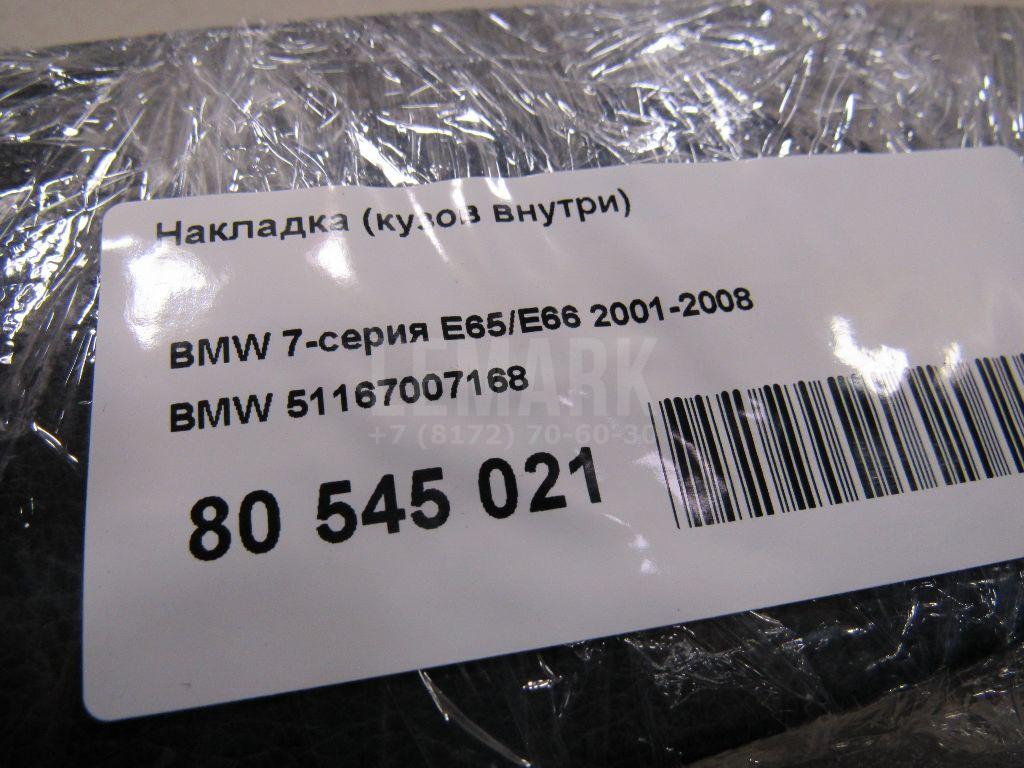 Накладка (кузов внутри)
BMW 7-серия E65/E66 2001-2008
BMW 51167007168
LEMARK
+7 (8172) 70-60-30
80 545 021